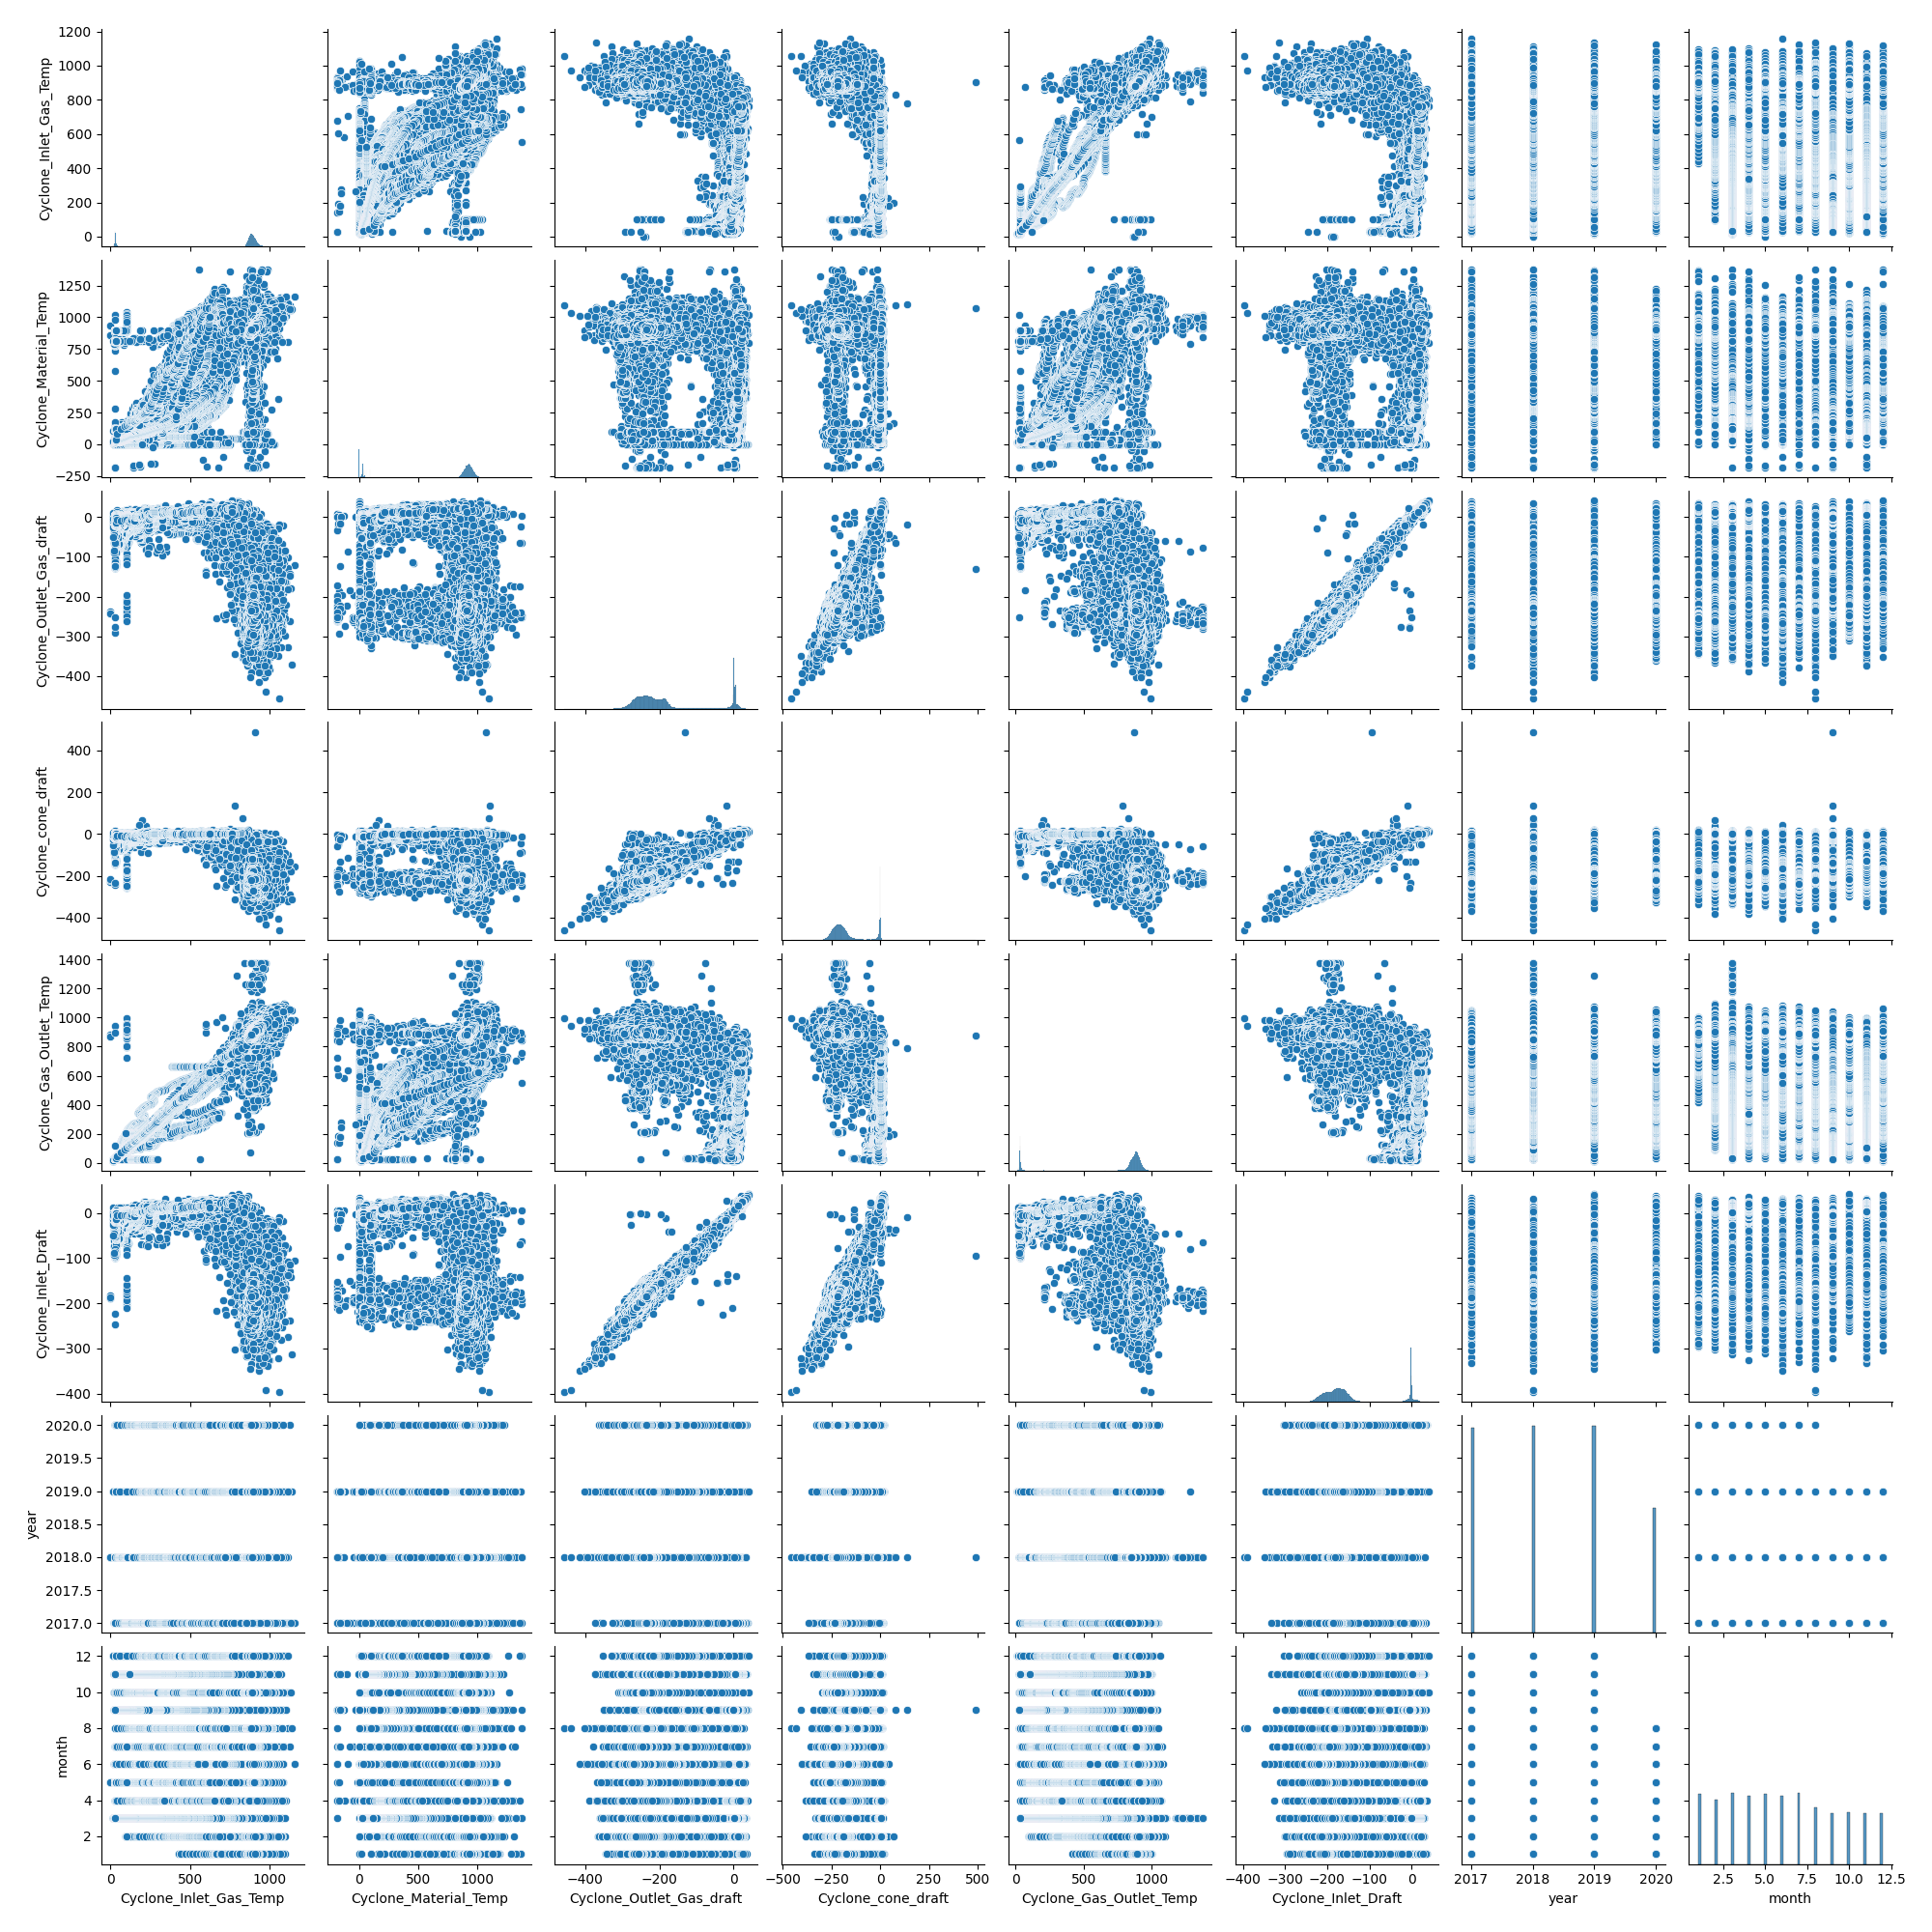 1200
1000
800
600
400
200
0
Cyclone_Inlet_Gas_Temp
1250
1000
750
500
250
0
−250
Cyclone_Material_Temp
0
−100
−200
−300
−400
Cyclone_Outlet_Gas_draft
400
200
0
−200
−400
Cyclone_cone_draft
1400
1200
1000
800
600
400
200
0
Cyclone_Gas_Outlet_Temp
0
−100
−200
−300
−400
Cyclone_Inlet_Draft
2020.0
2019.5
2019.0
2018.5
2018.0
2017.5
2017.0
year
12
10
8
6
4
2
month
0 500 1000
Cyclone_Inlet_Gas_Temp
0 500 1000
Cyclone_Material_Temp
−400 −200 0
Cyclone_Outlet_Gas_draft
−500 −250 0 250 500
Cyclone_cone_draft
0 500 1000
Cyclone_Gas_Outlet_Temp
−400 −300 −200 −100 0
Cyclone_Inlet_Draft
2017 2018 2019 2020
year
2.5 5.0 7.5 10.0 12.5
month